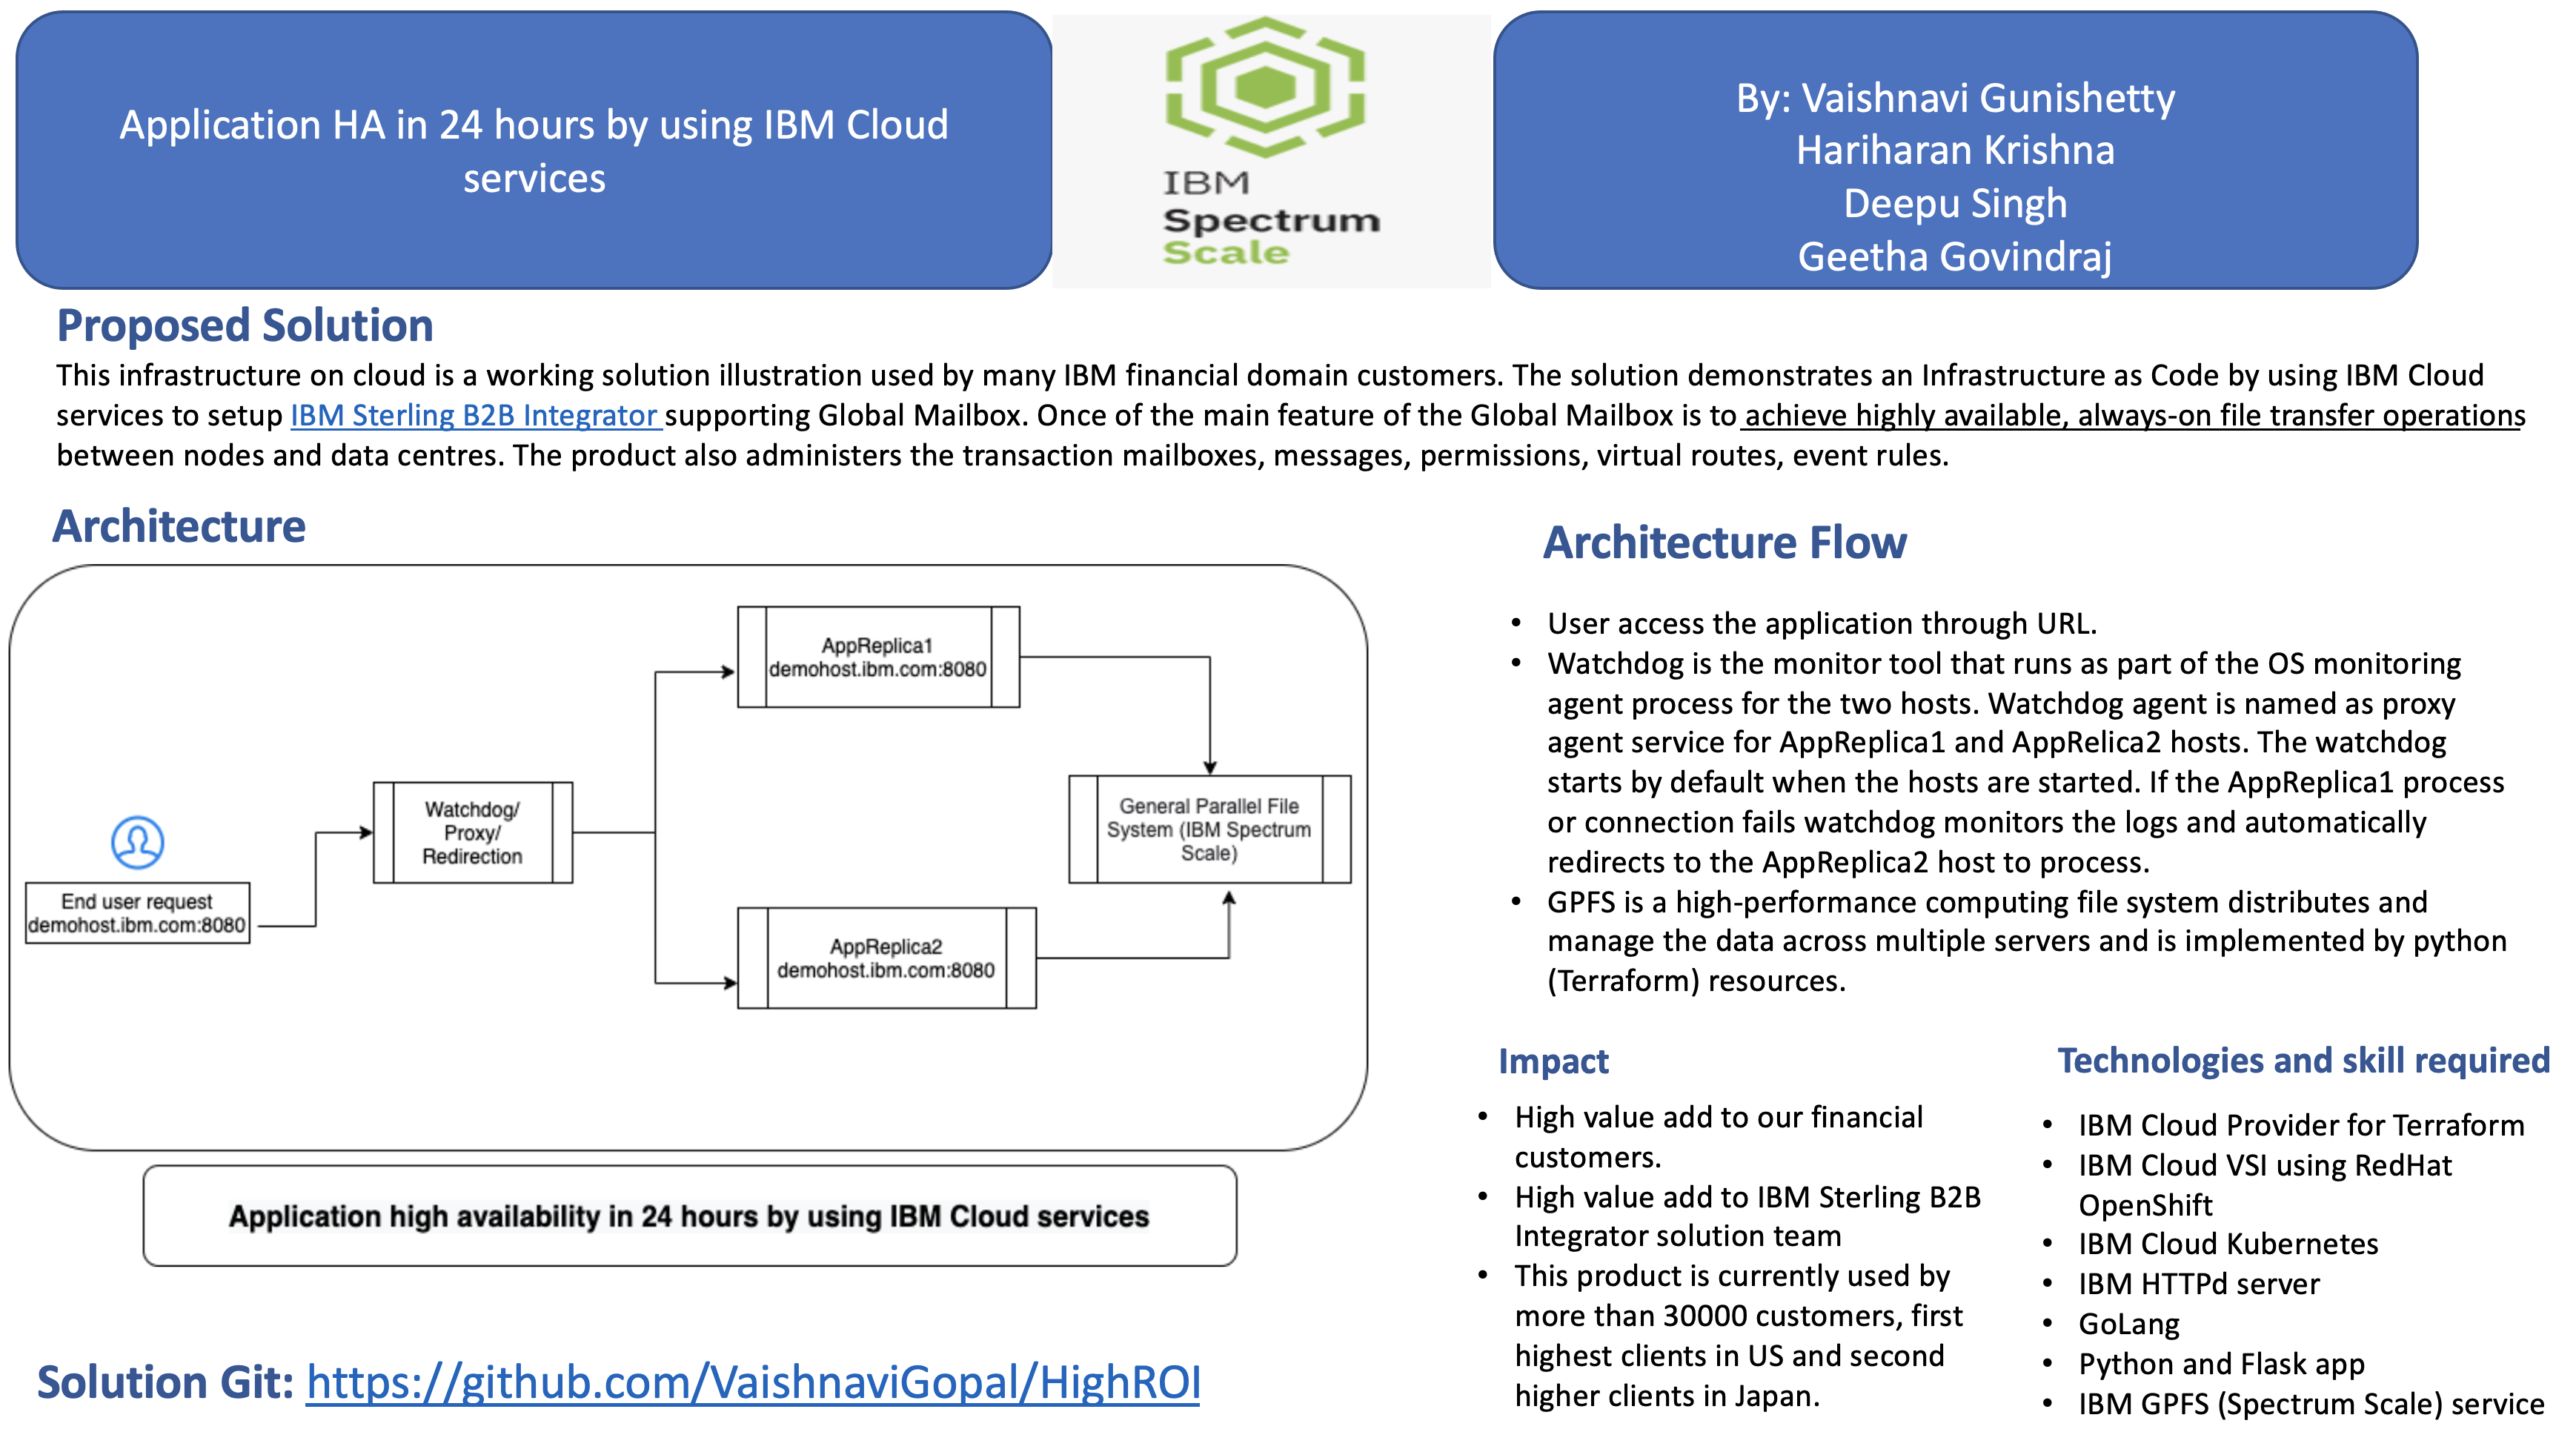 Application HA in 24 hours by using IBM Cloud
services
IBM
Spectrum
Scale
By: Vaishnavi Gunishetty
Hariharan Krishna
Deepu Singh
Geetha Govindraj
Proposed Solution
This infrastructure on cloud is a working solution illustration used by many IBM financial domain customers. The solution demonstrates an Infrastructure as Code by using IBM Cloud
services to setup IBM Sterling B2B Integrator supporting Global Mailbox. Once of the main feature of the Global Mailbox is to achieve highly available, always-on file transfer operations
between nodes and data centres. The product also administers the transaction mailboxes, messages, permissions, virtual routes, event rules.
Architecture
End user request
demohost.ibm.com:8080
Watchdog/
Proxy/
Redirection
AppReplica1
demohost.ibm.com:8080
AppReplica2
demohost.ibm.com:8080
General Parallel File
System (IBM Spectrum
Scale)
Application high availability in 24 hours by using IBM Cloud services
Solution Git: https://github.com/VaishnaviGopal/HighROI
Architecture Flow
• User access the application through URL.
• Watchdog is the monitor tool that runs as part of the OS monitoring
agent process for the two hosts. Watchdog agent is named as proxy
agent service for AppReplica1 and AppRelica2 hosts. The watchdog
starts by default when the hosts are started. If the AppReplica1 process
or connection fails watchdog monitors the logs and automatically
redirects to the AppReplica2 host to process.
• GPFS is a high-performance computing file system distributes and
manage the data across multiple servers and is implemented by python
(Terraform) resources.
Impact
• High value add to our financial
customers.
• High value add to IBM Sterling B2B
Integrator solution team
• This product is currently used by
more than 30000 customers, first
highest clients in US and second
higher clients in Japan.
Technologies and skill required
• IBM Cloud Provider for Terraform
• IBM Cloud VSI using RedHat
OpenShift
• IBM Cloud Kubernetes
• IBM HTTPd server
• GoLang
• Python and Flask app
• IBM GPFS (Spectrum Scale) service